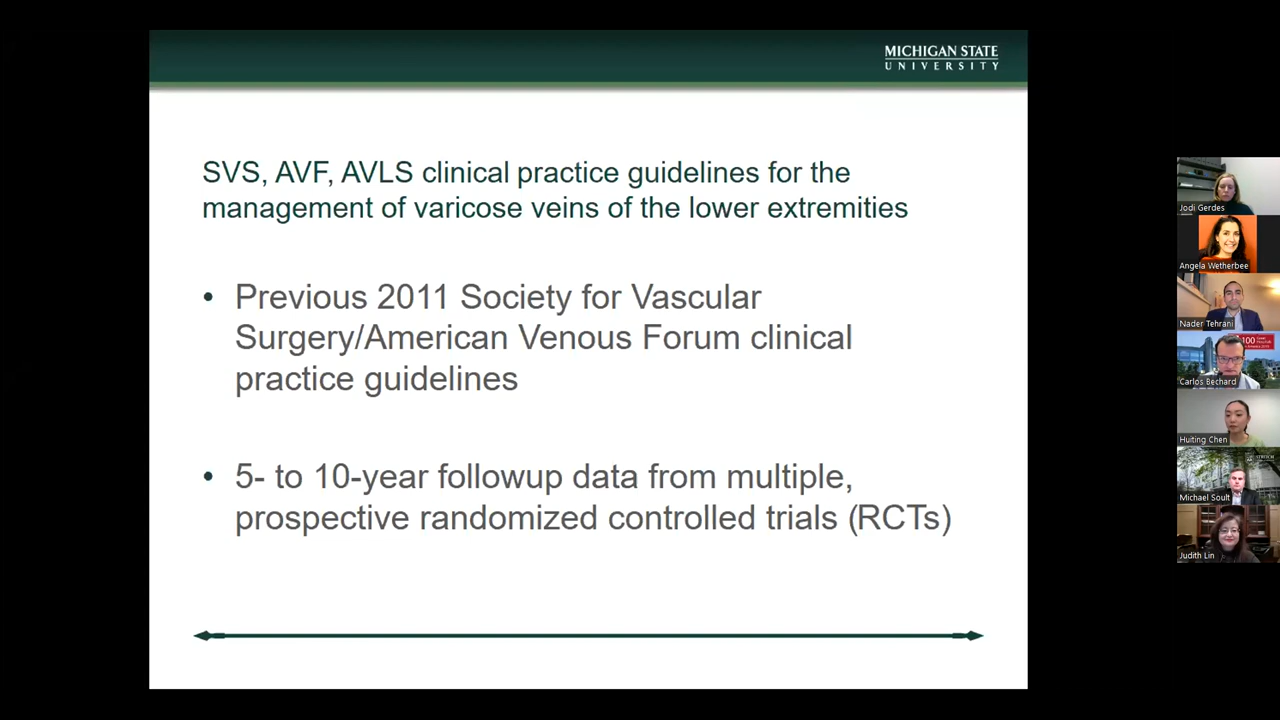 MICHIGAN STATE
UNIVERSITY
SVS, AVF, AVLS clinical practice guidelines for the
management of varicose veins of the lower extremities
• Previous 2011 Society for Vascular
Surgery/American Venous Forum clinical
practice guidelines
• 5- to 10-year followup data from multiple,
prospective randomized controlled trials (RCTs)
Jodi Gerdes
Angela Wetherbee
Nader Tehrani
100
Carlos Bechard
Huiting Chen
Michael Soult
Judith Lin